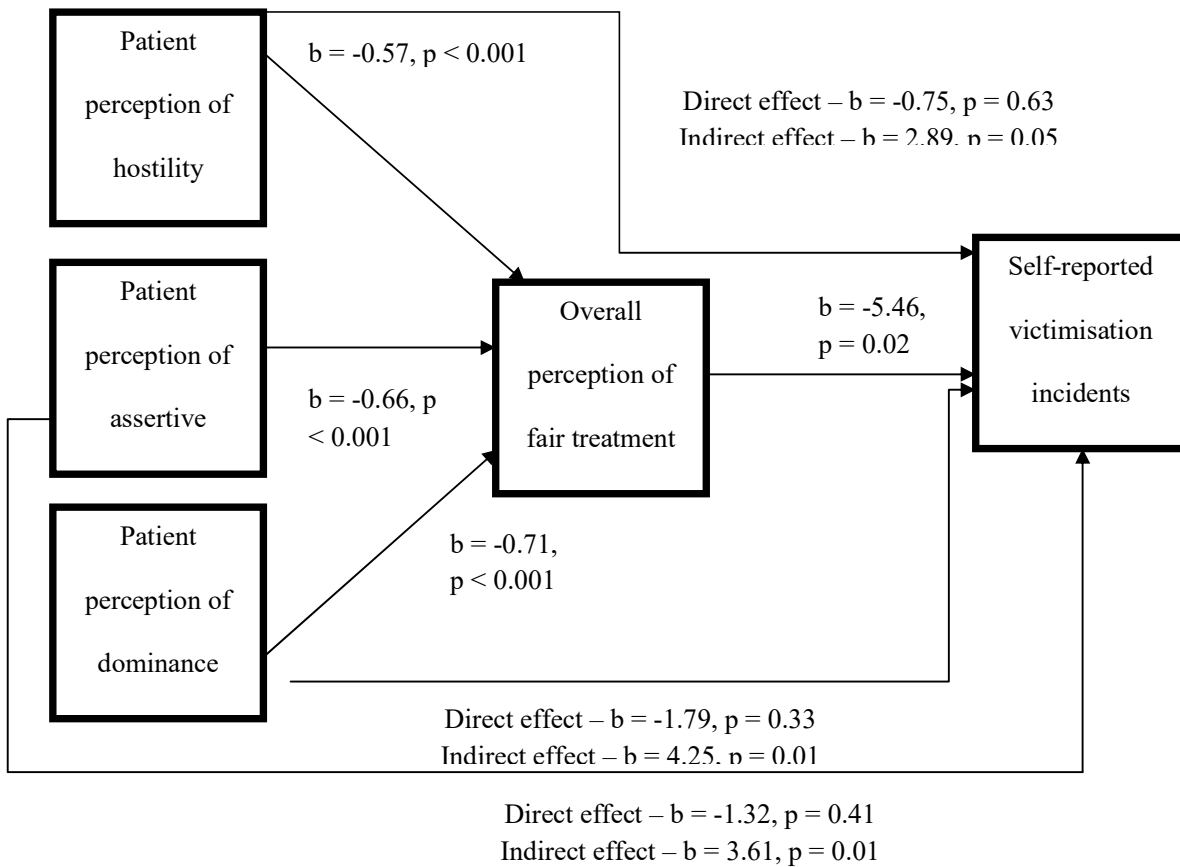 Patient
perception of
hostility
b = -0.57, p < 0.001
Direct effect – b = -0.75, p = 0.63
Indirect effect – b = 2.89, p = 0.05
Patient
perception of
assertive
b = -0.66, p
< 0.001
Overall
perception of
fair treatment
b = -5.46,
p = 0.02
Self-reported
victimisation
incidents
Patient
perception of
dominance
b = -0.71,
p < 0.001
Direct effect – b = -1.79, p = 0.33
Indirect effect – b = 4.25, p = 0.01
Direct effect – b = -1.32, p = 0.41
Indirect effect – b = 3.61, p = 0.01